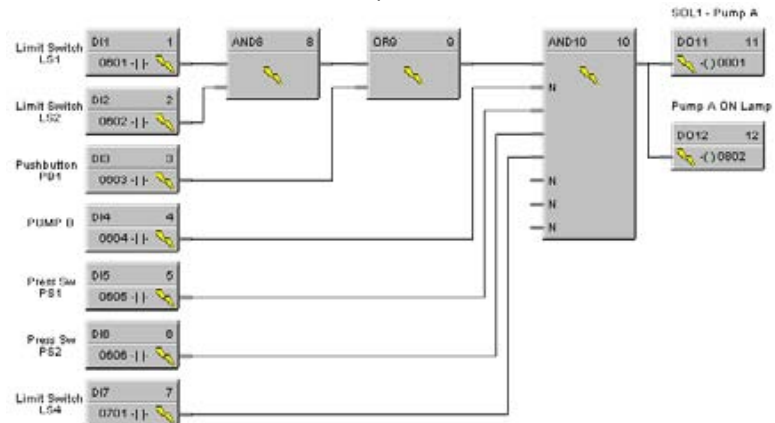 SOL1 - Pump A
Limit Switch
LS1
DI1 1
0601 -| |-
AND8 8
OR9 9
AND10 10
N
N
N
N
DO11 11
-( ) 0801
Limit Switch
LS2
DI2 2
0602 -| |-
Pump A ON Lamp
DO12 12
-( ) 0802
Pushbutton
PB1
DI3 3
0603 -| |-
PUMP B
DI4 4
0604 -| |-
Press Sw
PS1
DI5 5
0605 -| |-
Press Sw
PS2
DI6 6
0606 -| |-
Limit Switch
LS4
DI7 7
0701 -| |-